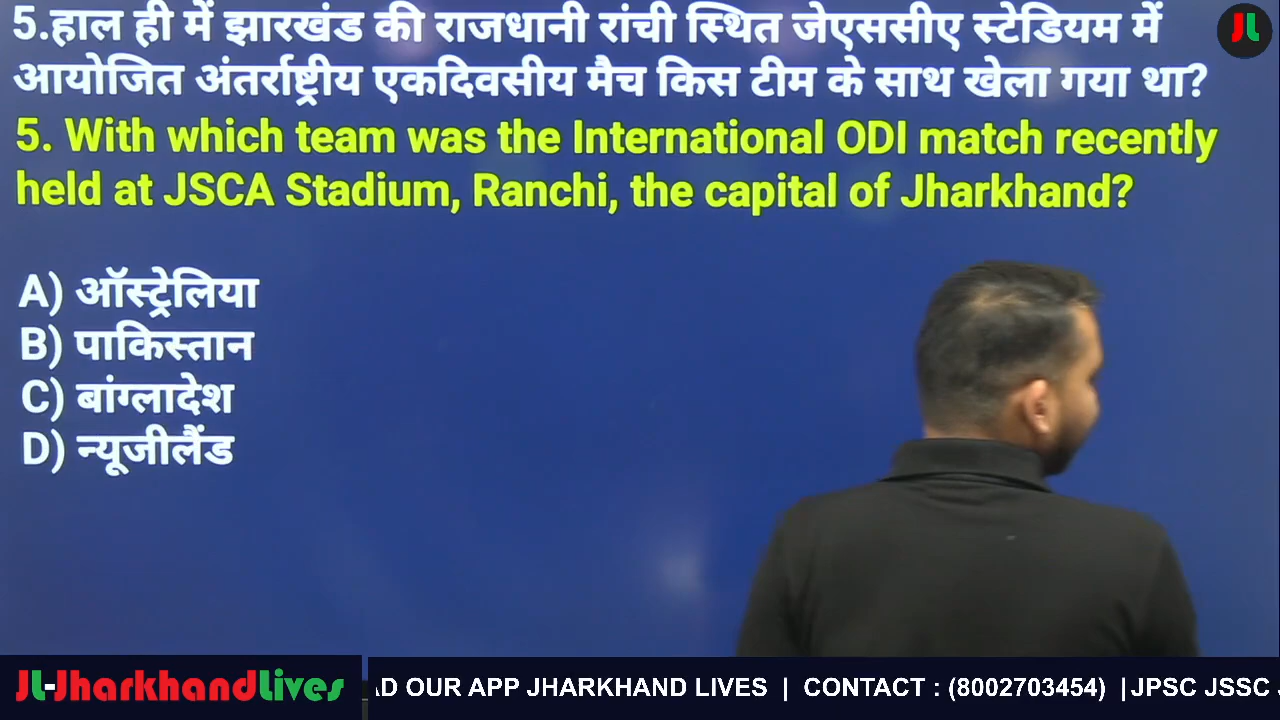 5.हाल ही में झारखंड की राजधानी रांची स्थित जेएससीए स्टेडियम में
आयोजित अंतर्राष्ट्रीय एकदिवसीय मैच किस टीम के साथ खेला गया था?
5. With which team was the International ODI match recently
held at JSCA Stadium, Ranchi, the capital of Jharkhand?
A) ऑस्ट्रेलिया
B) पाकिस्तान
C) बांग्लादेश
D) न्यूजीलैंड
JL
JL-JharkhandLives
AD OUR APP JHARKHAND LIVES | CONTACT : (8002703454) |JPSC JSSC